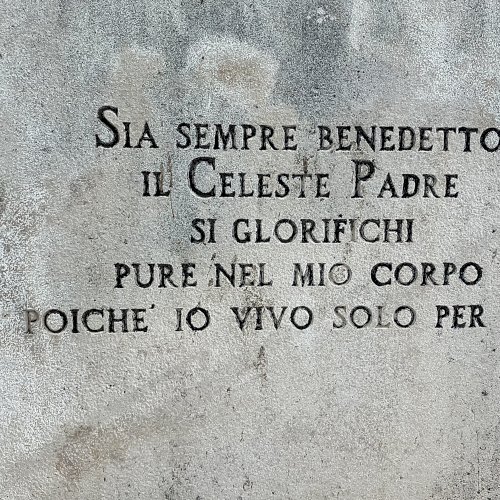 Sia sempre benedetto
il Celeste Padre
si glorifichi
pure nel mio corpo
poiche' io vivo solo per